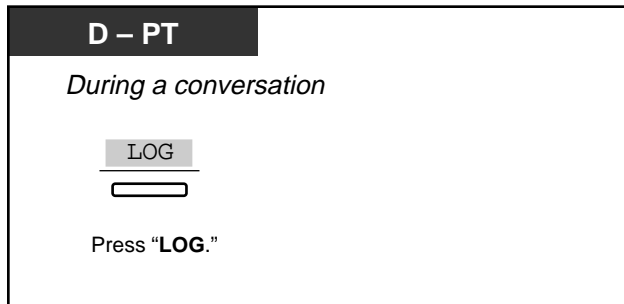 D – PT
During a conversation
LOG
Press “LOG.”